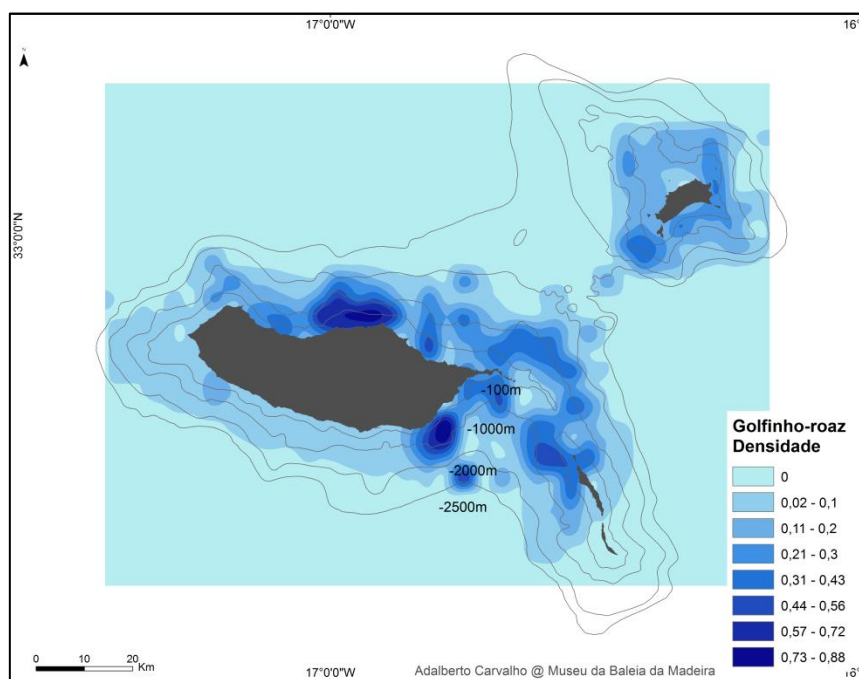 17°0'0"W
16°
N
33°0'0"N
-100m
-1000m
-2000m
-2500m
Golfinho-roaz
Densidade
0
0,02 - 0,1
0,11 - 0,2
0,21 - 0,3
0,31 - 0,43
0,44 - 0,56
0,57 - 0,72
0,73 - 0,88
0 10 20
Km
17°0'0"W
Adalberto Carvalho @ Museu da Baleia da Madeira